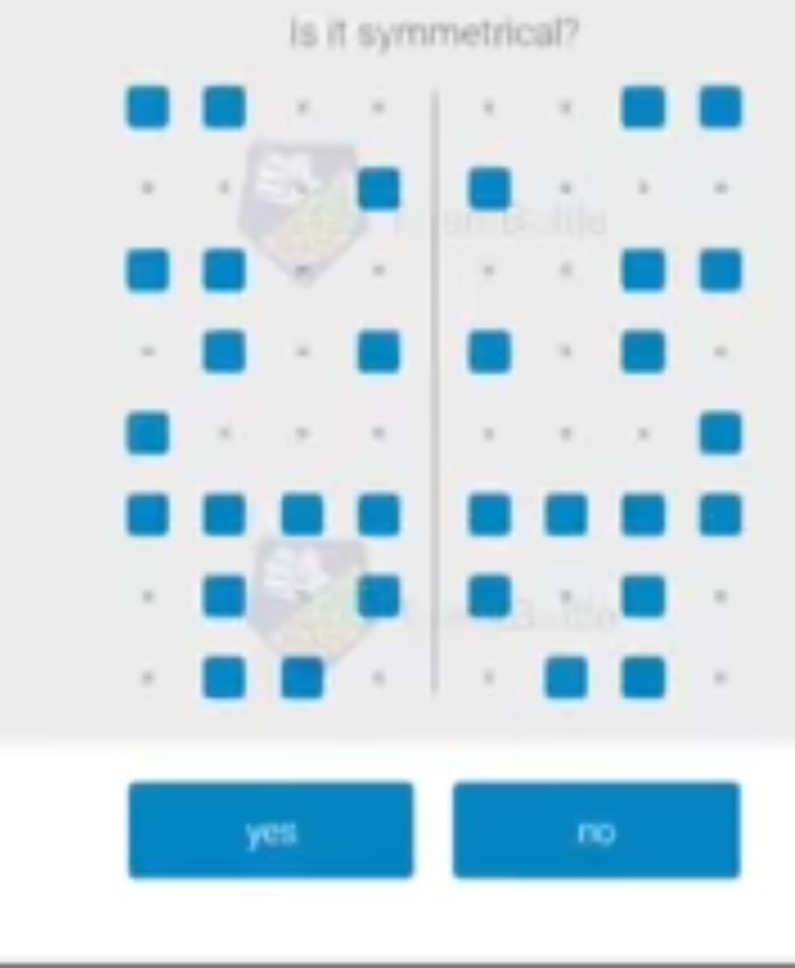 Is it symmetrical?
yes
no